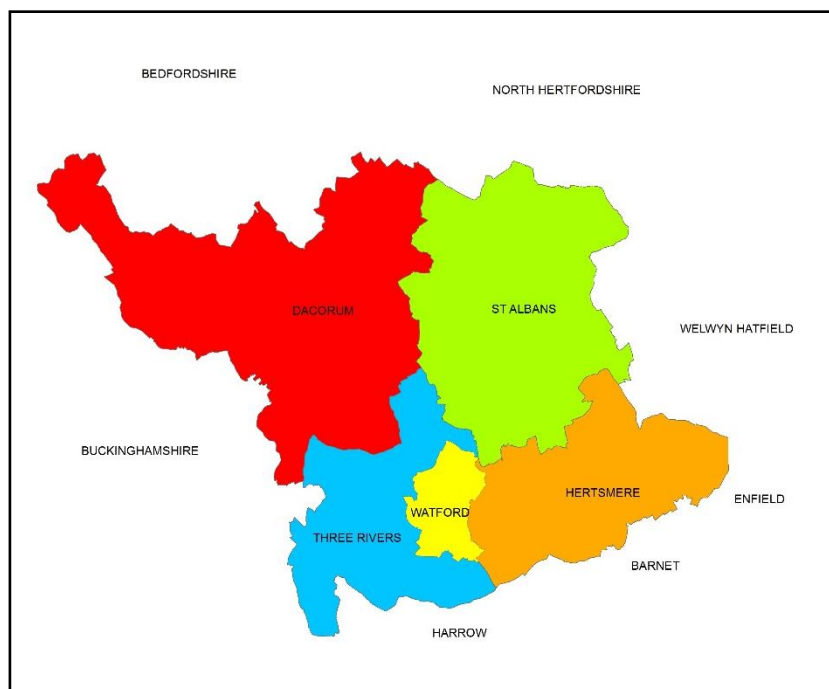 BEDFORDSHIRE
NORTH HERTFORDSHIRE
DACORUM
ST ALBANS
WELWYN HATFIELD
BUCKINGHAMSHIRE
HERTSMERE
ENFIELD
WATFORD
THREE RIVERS
BARNET
HARROW